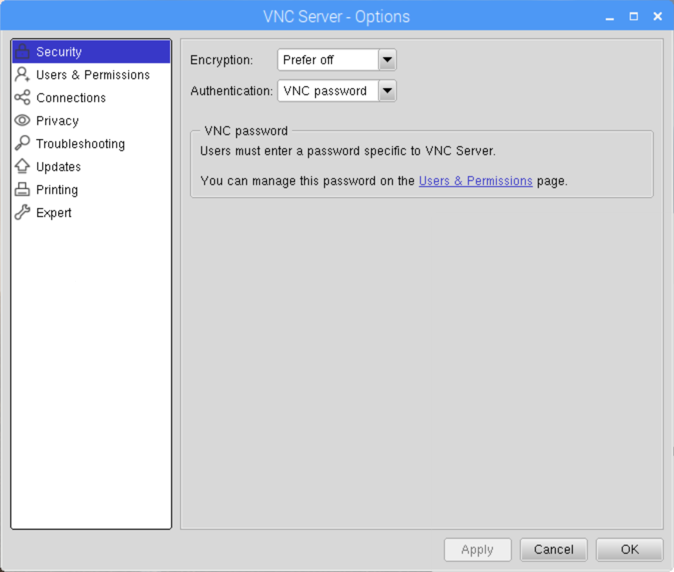 VNC Server - Options
Security
Users & Permissions
Connections
Privacy
Troubleshooting
Updates
Printing
Expert
Encryption: Prefer off
Authentication: VNC password
VNC password
Users must enter a password specific to VNC Server.
You can manage this password on the Users & Permissions page.
Apply Cancel OK